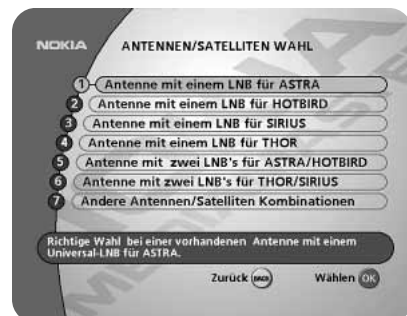 NOKIA
ANTENNEN/SATELLITEN WAHL
1 Antenne mit einem LNB für ASTRA
2 Antenne mit einem LNB für HOTBIRD
3 Antenne mit einem LNB für SIRIUS
4 Antenne mit einem LNB für THOR
5 Antenne mit zwei LNB's für ASTRA/HOTBIRD
6 Antenne mit zwei LNB's für THOR/SIRIUS
7 Andere Antennen/Satelliten Kombinationen
Richtige Wahl bei einer vorhandenen Antenne mit einem
Universal-LNB für ASTRA.
Zurück BACK Wählen OK